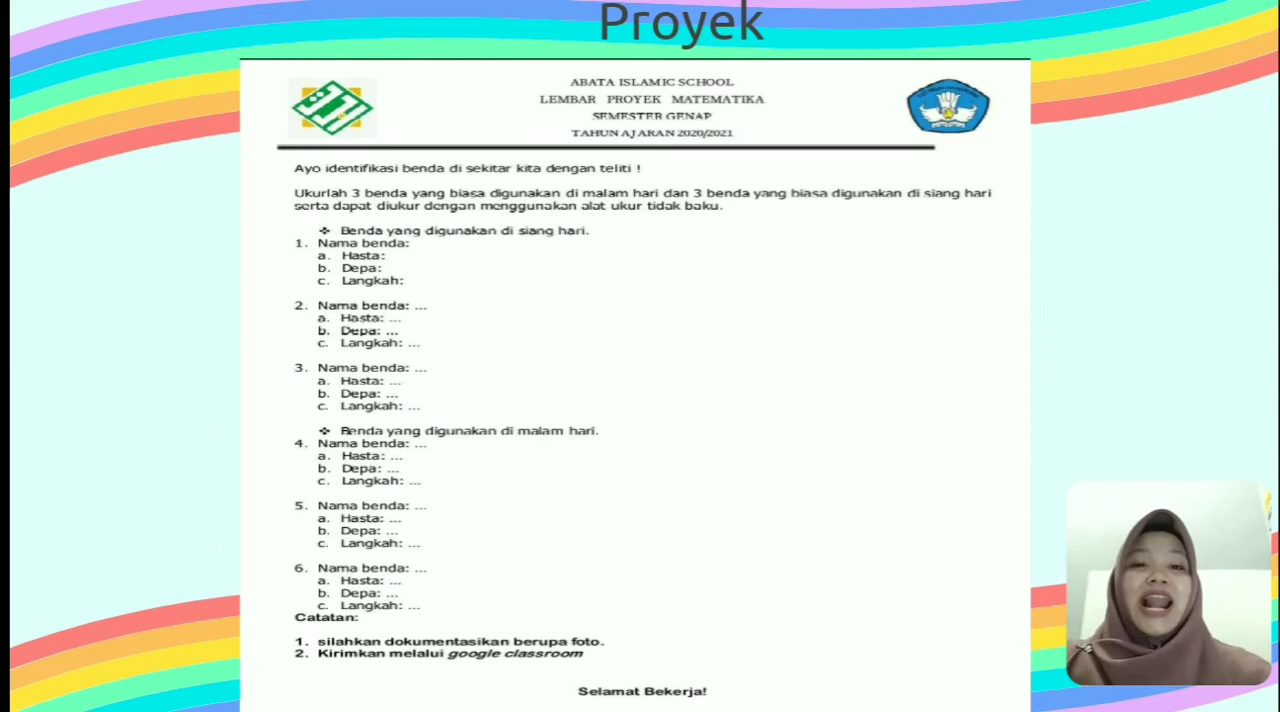 Proyek
ABATA ISLAMIC SCHOOL
LEMBAR PROYEK MATEMATIKA
SEMESTER GENAP
TAHUN AJARAN 2020/2021
Ayo identifikasi benda di sekitar kita dengan teliti !
Ukurlah 3 benda yang biasa digunakan di malam hari dan 3 benda yang biasa digunakan di siang hari
serta dapat diukur dengan menggunakan alat ukur tidak baku.
❖ Benda yang digunakan di siang hari.
1. Nama benda:
a. Hasta:
b. Depa:
c. Langkah:
2. Nama benda: ...
a. Hasta: ...
b. Depa: ...
c. Langkah: ...
3. Nama benda: ...
a. Hasta: ...
b. Depa: ...
c. Langkah: ...
❖ Benda yang digunakan di malam hari.
4. Nama benda: ...
a. Hasta: ...
b. Depa: ...
c. Langkah: ...
5. Nama benda: ...
a. Hasta: ...
b. Depa: ...
c. Langkah: ...
6. Nama benda: ...
a. Hasta: ...
b. Depa: ...
c. Langkah: ...
Catatan:
1. silahkan dokumentasikan berupa foto.
2. Kirimkan melalui google classroom
Selamat Bekerja!